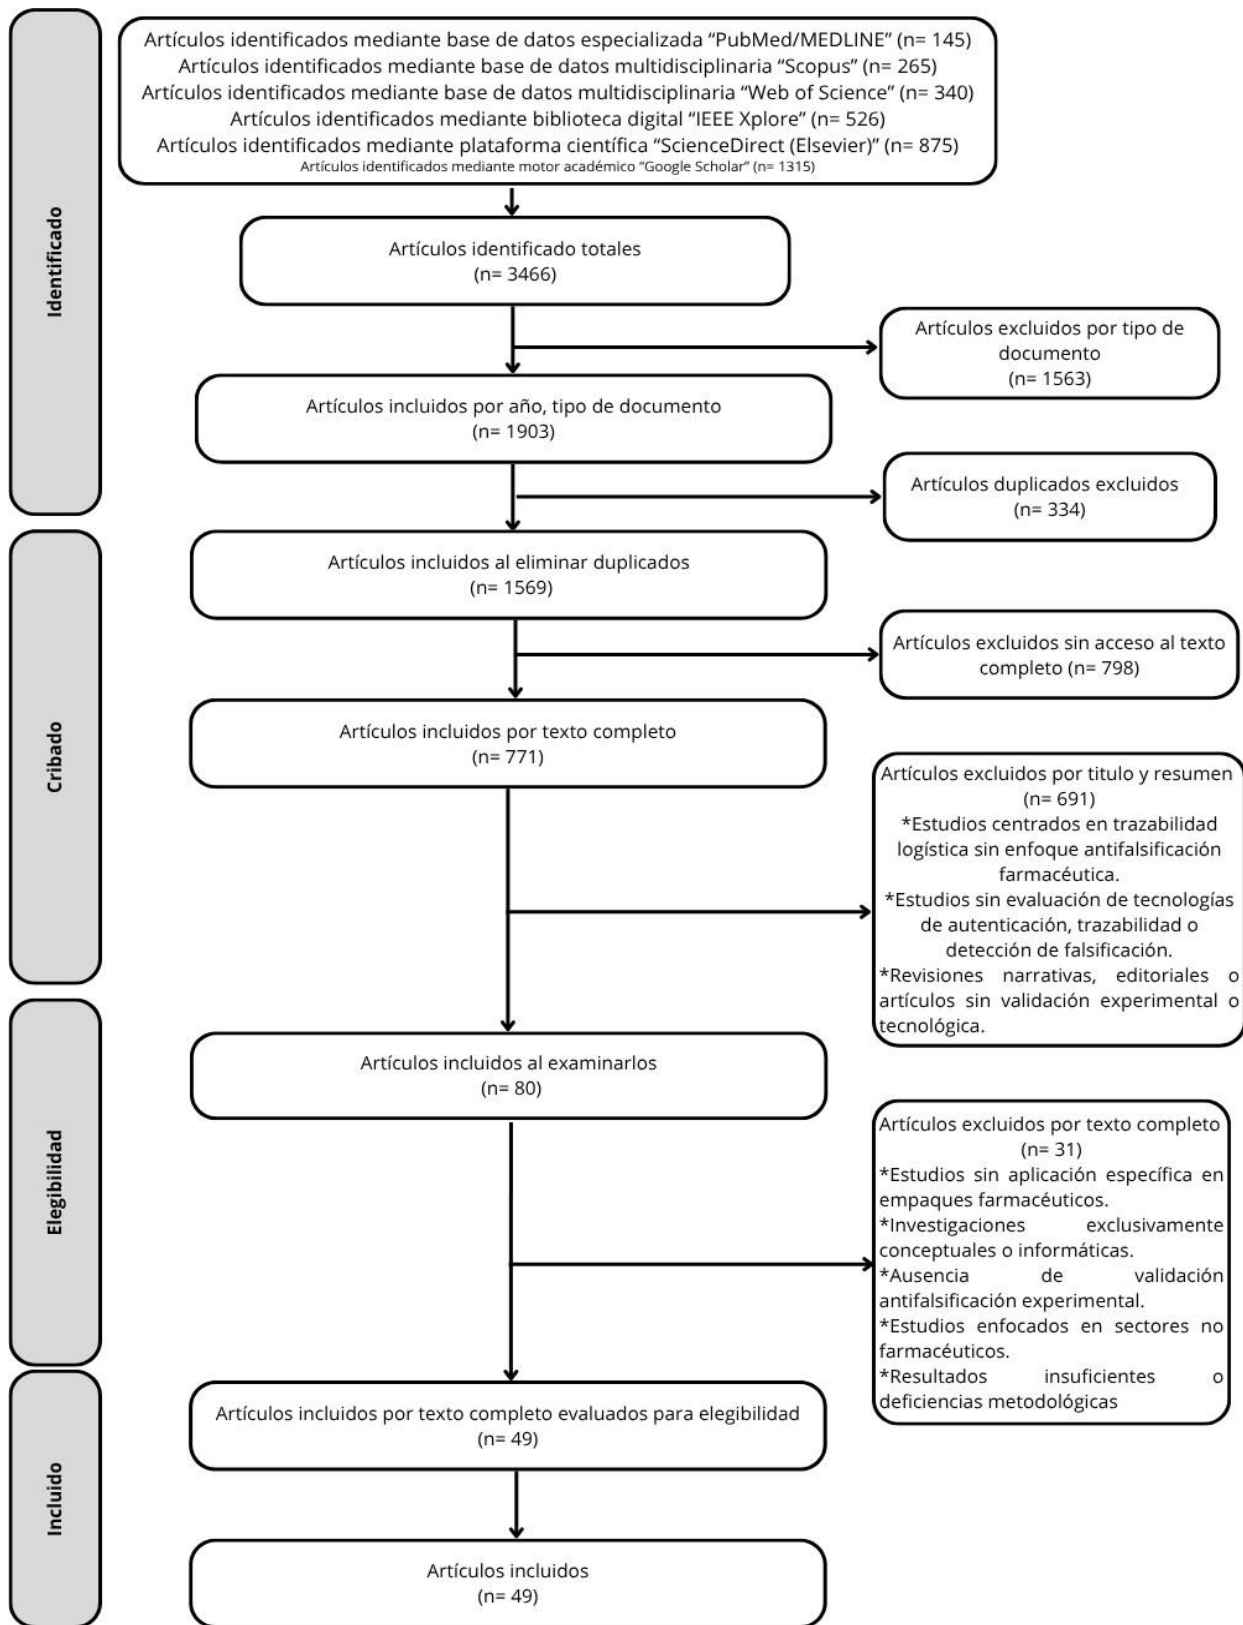 Artículos identificados mediante base de datos especializada “PubMed/MEDLINE” (n= 145)
Artículos identificados mediante base de datos multidisciplinaria “Scopus” (n= 265)
Artículos identificados mediante base de datos multidisciplinaria “Web of Science” (n= 340)
Artículos identificados mediante biblioteca digital “IEEE Xplore” (n= 526)
Artículos identificados mediante plataforma científica “ScienceDirect (Elsevier)” (n= 875)
Artículos identificados mediante motor académico “Google Scholar” (n= 1315)
Identificado
Artículos identificado totales
(n= 3466)
Artículos excluidos por tipo de
documento
(n= 1563)
Artículos incluidos por año, tipo de documento
(n= 1903)
Artículos duplicados excluidos
(n= 334)
Cribado
Artículos incluidos al eliminar duplicados
(n= 1569)
Artículos excluidos sin acceso al texto
completo (n= 798)
Artículos incluidos por texto completo
(n= 771)
Artículos excluidos por titulo y resumen
(n= 691)
*Estudios centrados en trazabilidad
logística sin enfoque antifalsificación
farmacéutica.
*Estudios sin evaluación de tecnologías
de autenticación, trazabilidad o
detección de falsificación.
*Revisiones narrativas, editoriales o
artículos sin validación experimental o
tecnológica.
Elegibilidad
Artículos incluidos al examinarlos
(n= 80)
Artículos excluidos por texto completo
(n= 31)
*Estudios sin aplicación específica en
empaques farmacéuticos.
*Investigaciones exclusivamente
conceptuales o informáticas.
*Ausencia de validación
antifalsificación experimental.
*Estudios enfocados en sectores no
farmacéuticos.
*Resultados insuficientes o
deficiencias metodológicas
Incluido
Artículos incluidos por texto completo evaluados para elegibilidad
(n= 49)
Artículos incluidos
(n= 49)